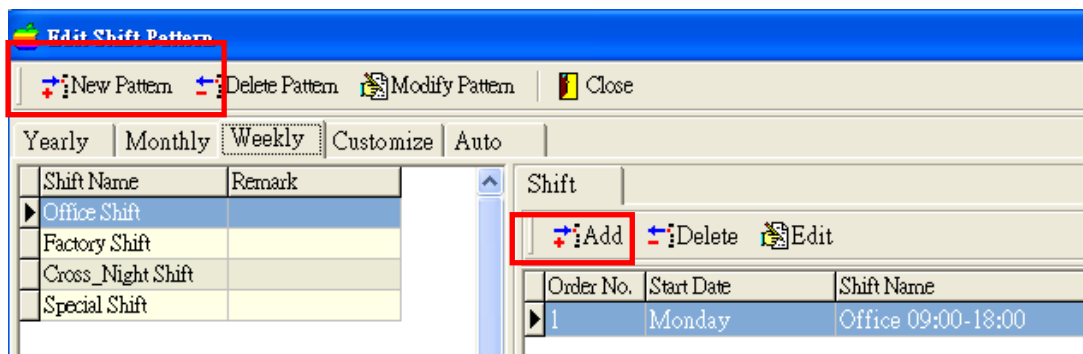 Edit Shift Pattern
New Pattern Delete Pattern Modify Pattern Close
Yearly Monthly Weekly Customize Auto
Shift Name Remark
Office Shift
Factory Shift
Cross_Night Shift
Special Shift
Shift
Add Delete Edit
Order No. Start Date Shift Name
1 Monday Office 09:00-18:00